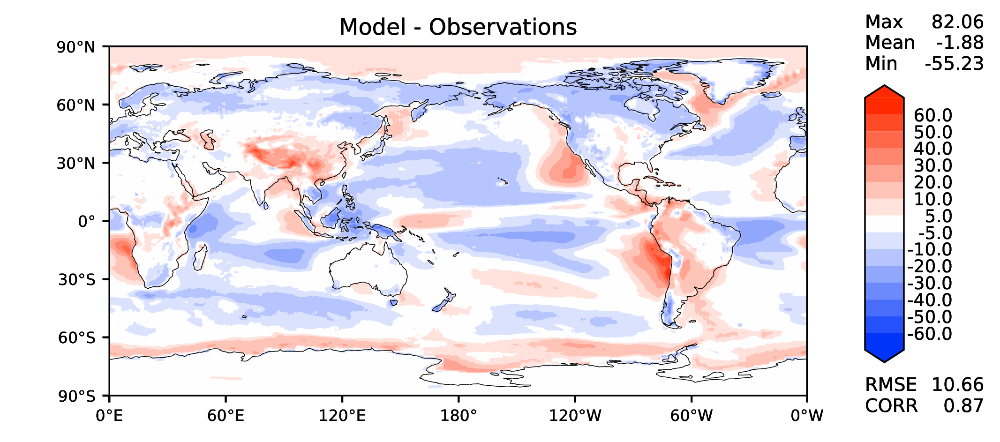 Model - Observations
Max 82.06
Mean -1.88
Min -55.23
90°N
60°N
30°N
0°
30°S
60°S
90°S
0°E 60°E 120°E 180° 120°W 60°W 0°W
60.0
50.0
40.0
30.0
20.0
10.0
5.0
-5.0
-10.0
-20.0
-30.0
-40.0
-50.0
-60.0
RMSE 10.66
CORR 0.87